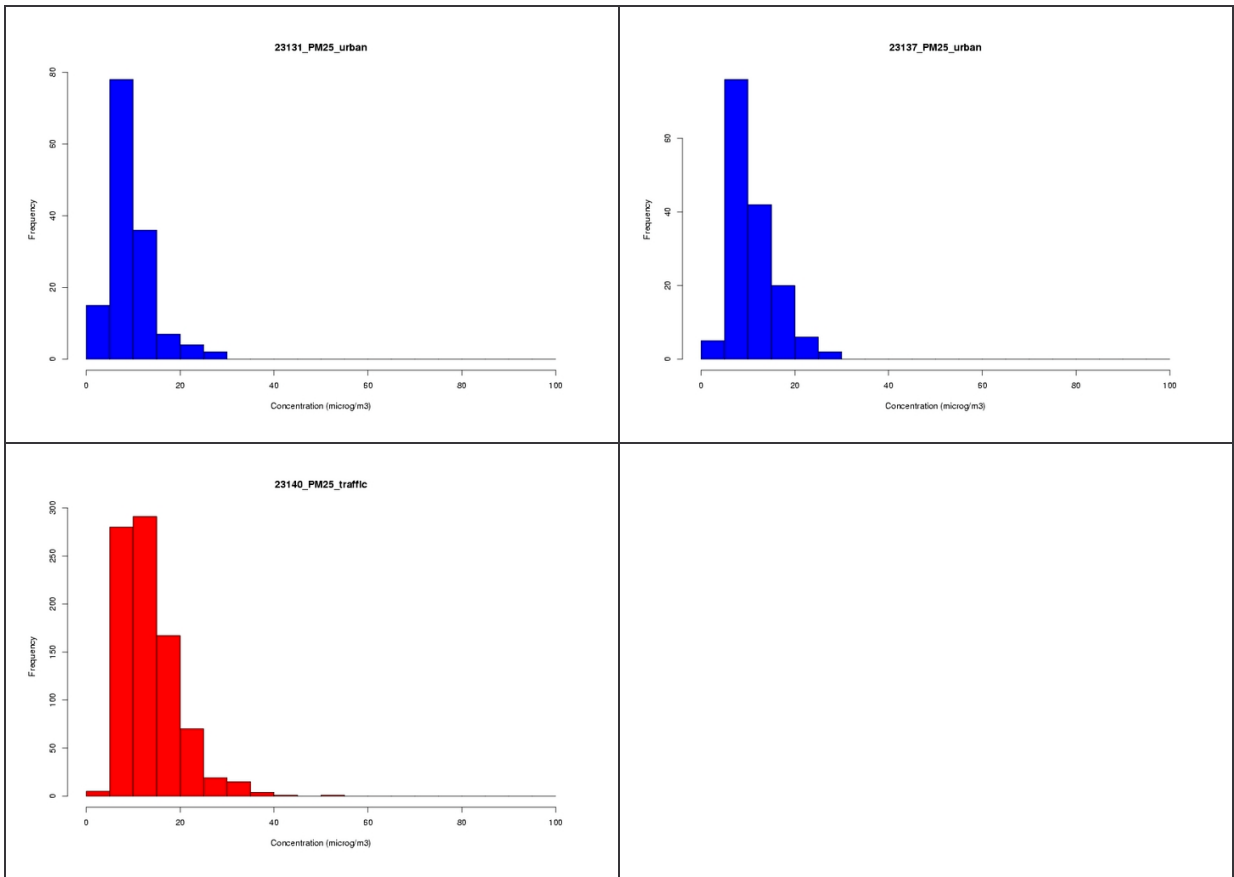 23131_PM25_urban
80
60
40
20
0
Frequency
0 20 40 60 80 100
Concentration (microg/m3)
23137_PM25_urban
60
40
20
0
Frequency
0 20 40 60 80 100
Concentration (microg/m3)
23140_PM25_traffic
300
250
200
150
100
50
0
Frequency
0 20 40 60 80 100
Concentration (microg/m3)